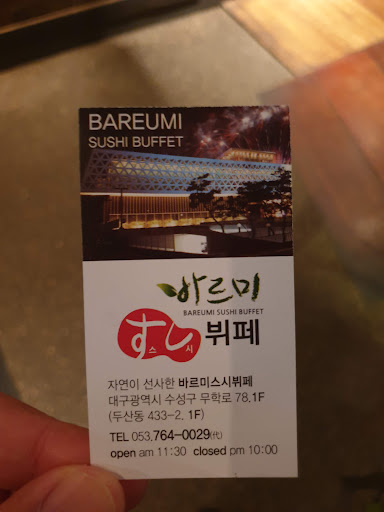 BAREUMI
SUSHI BUFFET
바르미
BAREUMI SUSHI BUFFET
すし 뷔페
스 시
자연이 선사한 바르미스시뷔페
대구광역시 수성구 무학로 78.1F
(두산동 433-2. 1F)
TEL 053.764-0029(代)
open am 11:30 closed pm 10:00